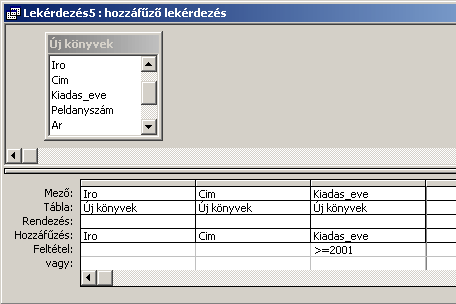 Lekérdezés5 : hozzáfűző lekérdezés
Új könyvek
Iro
Cim
Kiadas_eve
Peldanyszám
Ar
Mező: Iro Cim Kiadas_eve
Tábla: Új könyvek Új könyvek Új könyvek
Rendezés:
Hozzáfűzés: Iro Cim Kiadas_eve
Feltétel: >=2001
vagy: